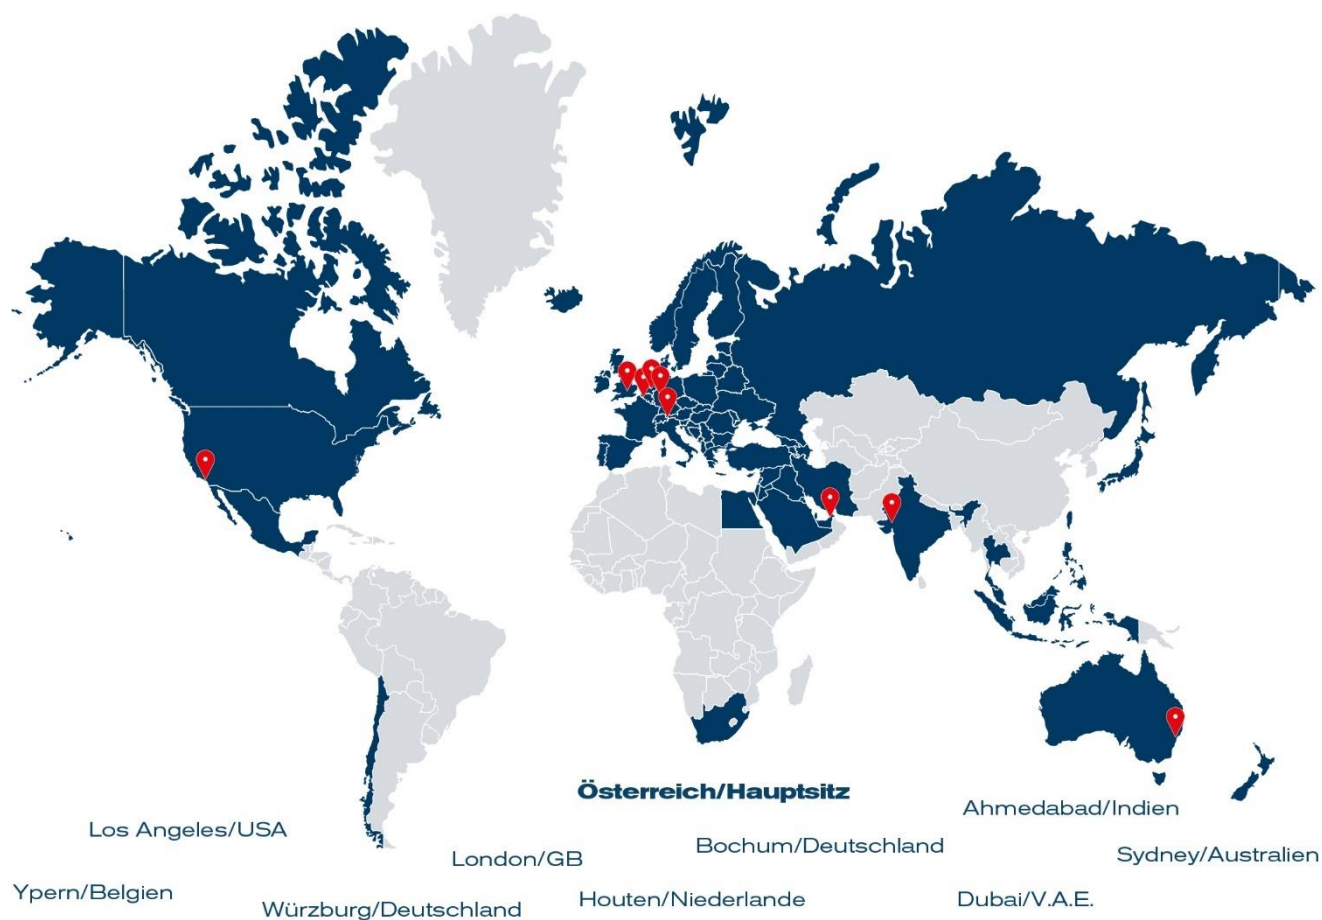 Österreich/Hauptsitz
Ahmedabad/Indien
Los Angeles/USA
Bochum/Deutschland
London/GB
Sydney/Australien
Ypern/Belgien
Houten/Niederlande
Dubai/V.A.E.
Würzburg/Deutschland